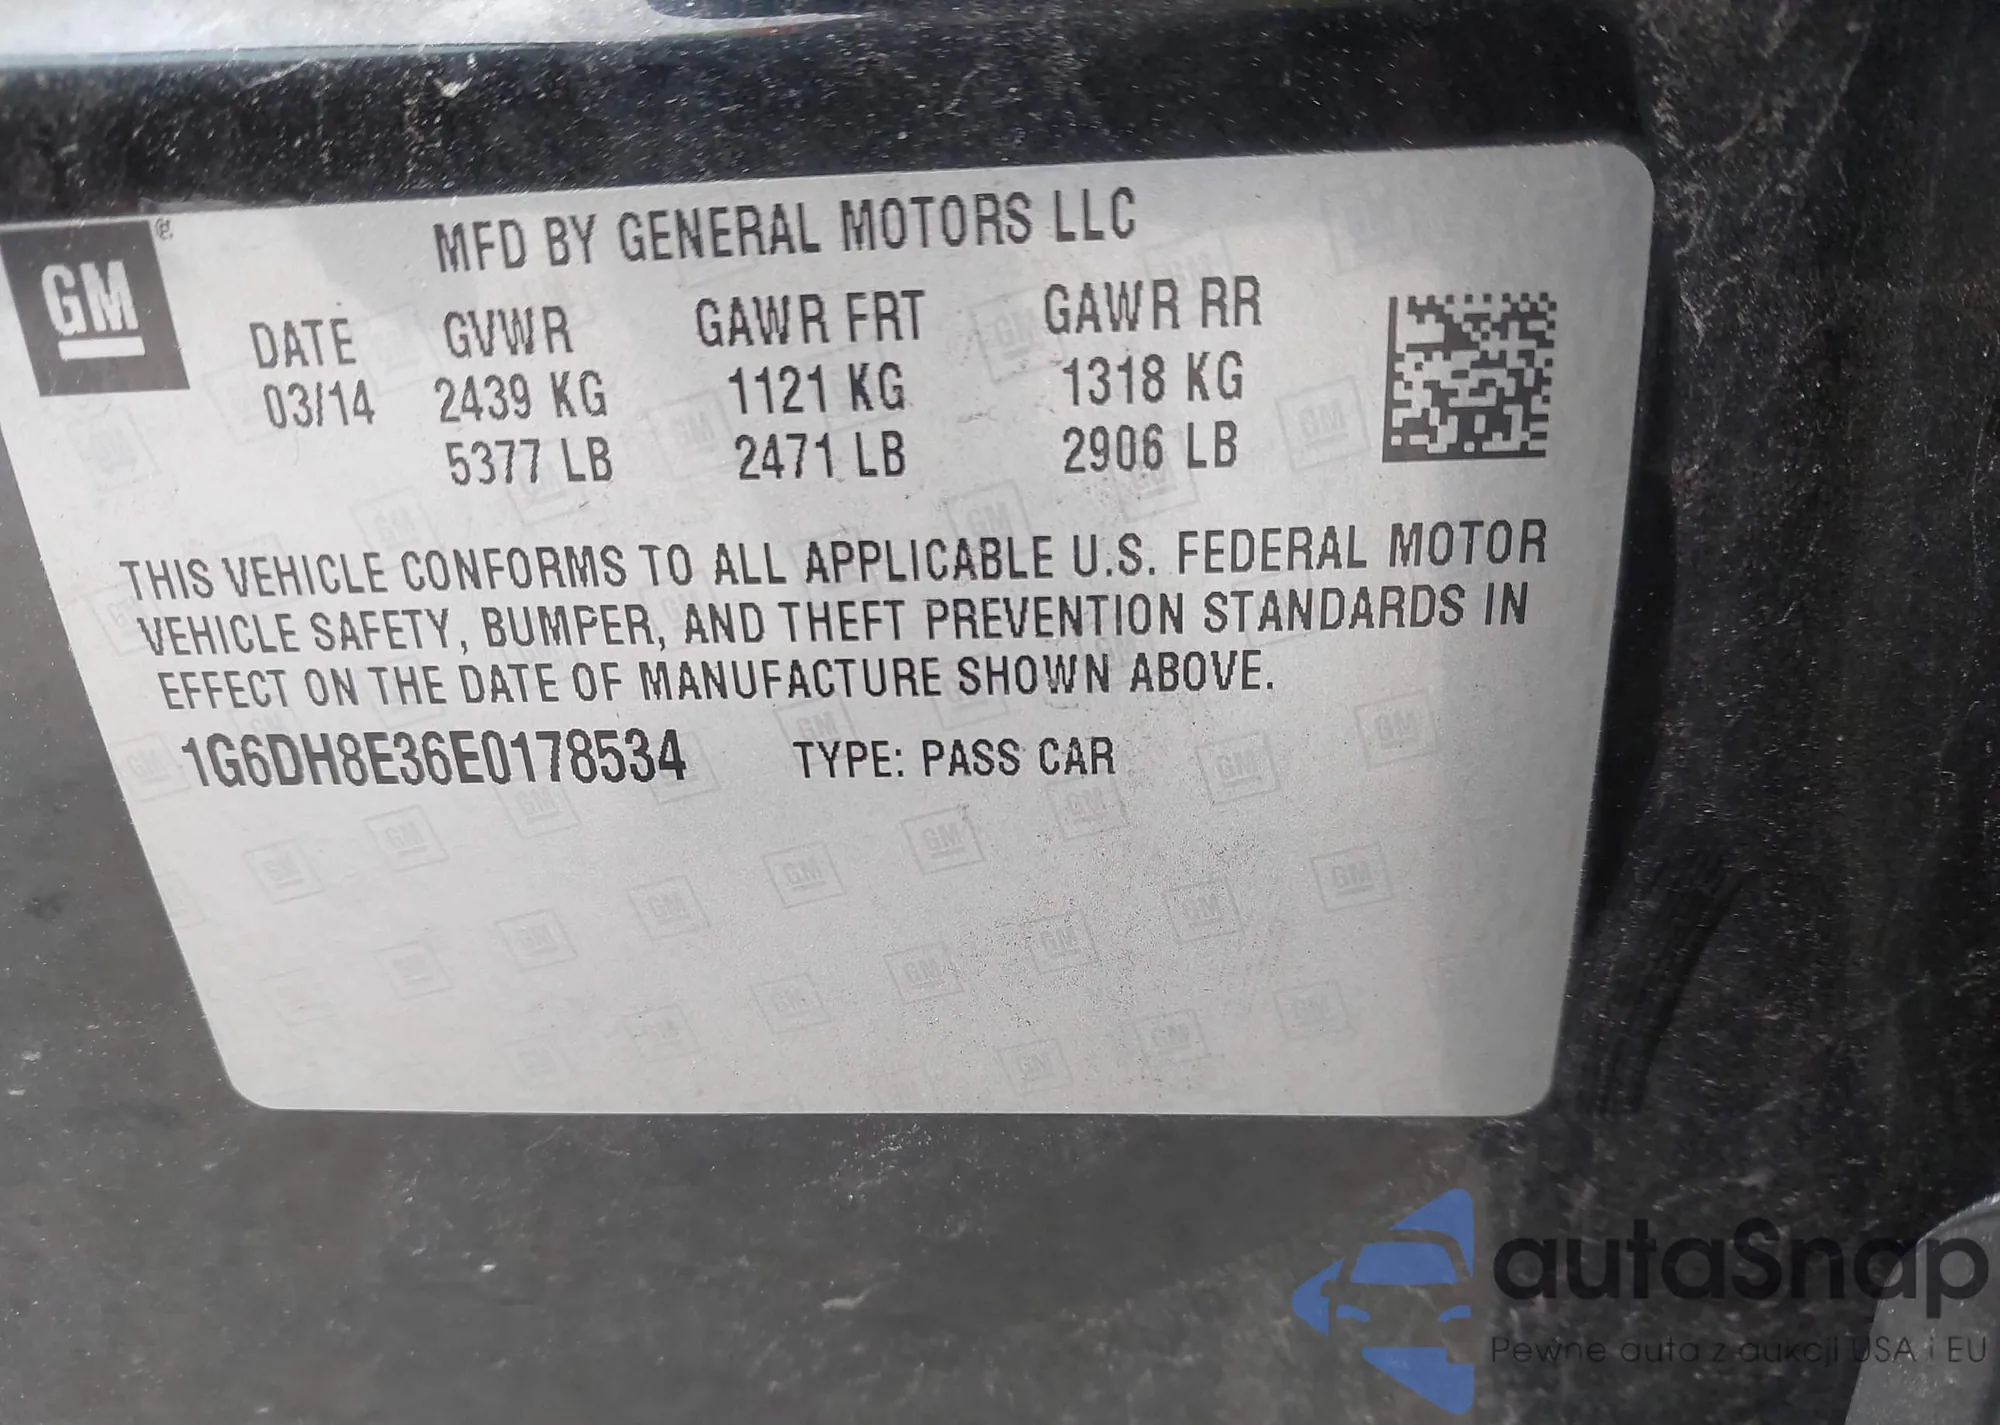 GM
MFD BY GENERAL MOTORS LLC
DATE GVWR GAWR FRT GAWR RR
03/14 2439 KG 1121 KG 1318 KG
5377 LB 2471 LB 2906 LB
THIS VEHICLE CONFORMS TO ALL APPLICABLE U.S. FEDERAL MOTOR
VEHICLE SAFETY, BUMPER, AND THEFT PREVENTION STANDARDS IN
EFFECT ON THE DATE OF MANUFACTURE SHOWN ABOVE.
1G6DH8E36E0178534 TYPE: PASS CAR
autaSnap
Pewne auta z aukcji USA i EU